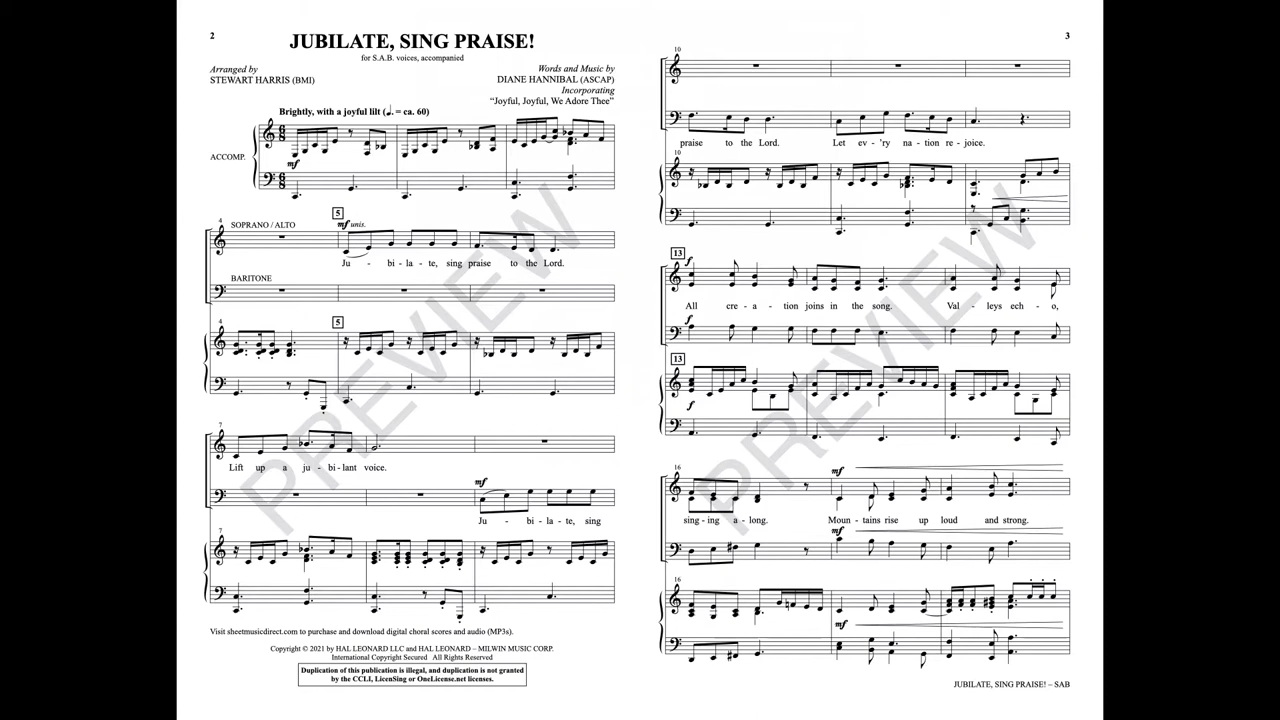 2
JUBILATE, SING PRAISE!
for S.A.B. voices, accompanied
Arranged by
STEWART HARRIS (BMI)
Words and Music by
DIANE HANNIBAL (ASCAP)
Incorporating
“Joyful, Joyful, We Adore Thee”
Brightly, with a joyful lilt (♩. = ca. 60)
ACCOMP.
mf
4
SOPRANO / ALTO
5
mf unis.
Ju - bi - la - te, sing praise to the Lord.
BARITONE
4
5
7
Lift up a ju - bi - lant voice.
mf
Ju - bi - la - te, sing
7
Visit sheetmusicdirect.com to purchase and download digital choral scores and audio (MP3s).
Copyright © 2021 by HAL LEONARD LLC and HAL LEONARD – MILWIN MUSIC CORP.
International Copyright Secured All Rights Reserved
Duplication of this publication is illegal, and duplication is not granted
by the CCLI, LicenSing or OneLicense.net licenses.
PREVIEW
3
10
praise to the Lord. Let ev - 'ry na - tion re - joice.
10
13
f
All cre - a - tion joins in the song. Val - leys ech - o,
f
13
f
16
mf
sing - ing a - long. Moun - tains rise up loud and strong.
mf
16
mf
JUBILATE, SING PRAISE! – SAB
PREVIEW